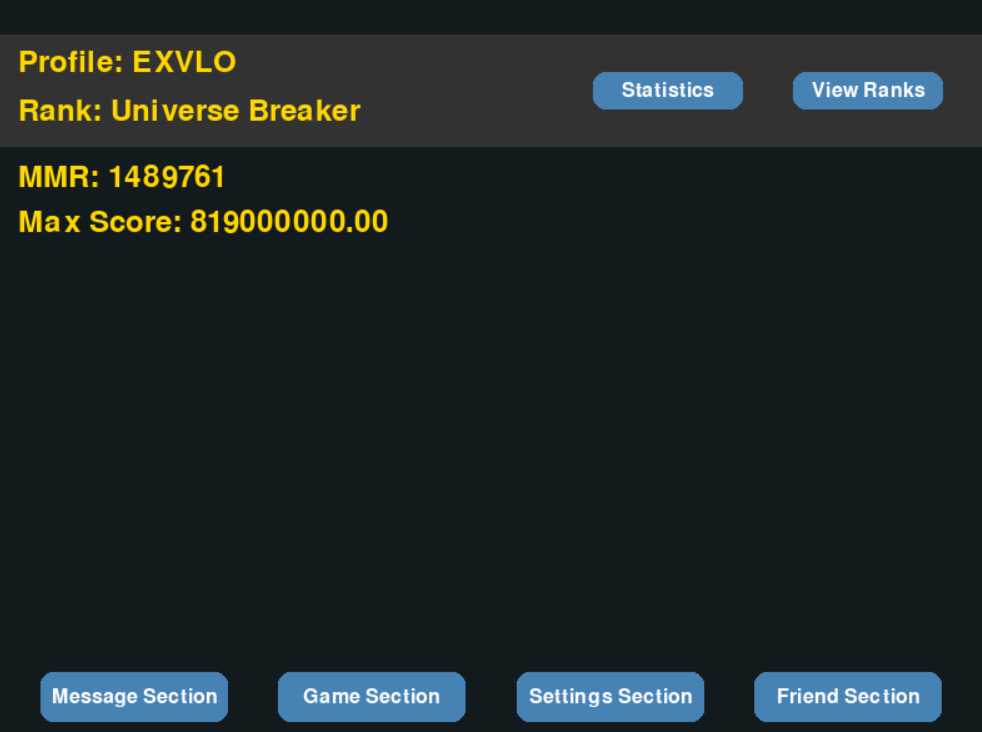 Profile: EXVLO
Rank: Universe Breaker
Statistics
View Ranks
MMR: 1489761
Max Score: 819000000.00
Message Section
Game Section
Settings Section
Friend Section